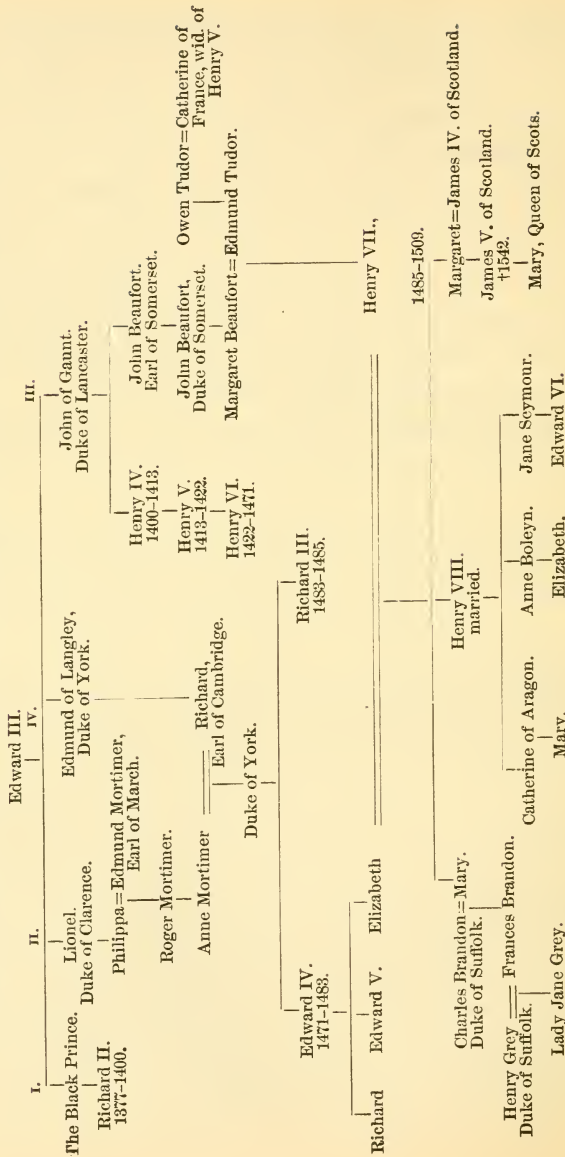 Edward III.
I.
II.
IV.
III.
The Black Prince.
Richard II.
1377–1400.
Lionel.
Duke of Clarence.
Philippa=Edmund Mortimer,
Earl of March.
Roger Mortimer.
Anne Mortimer
Edmund of Langley,
Duke of York.
Richard,
Earl of Cambridge.
Duke of York.
John of Gaunt.
Duke of Lancaster.
Henry IV.
1400–1413.
Henry V.
1413–1422.
Henry VI.
1422–1471.
John Beaufort.
Earl of Somerset.
John Beaufort,
Duke of Somerset.
Owen Tudor=Catherine of
France, wid. of
Henry V.
Margaret Beaufort=Edmund Tudor.
Edward IV.
1471–1483.
Richard III.
1483–1485.
Richard
Edward V.
Elizabeth
Henry VII.,
1485–1509.
Charles Brandon=Mary.
Duke of Suffolk.
Henry Grey = Frances Brandon.
Duke of Suffolk.
Lady Jane Grey.
Henry VIII.
married.
Catherine of Aragon.
Anne Boleyn.
Jane Seymour.
Mary.
Elizabeth.
Edward VI.
Margaret=James IV. of Scotland.
James V. of Scotland.
†1542.
Mary, Queen of Scots.